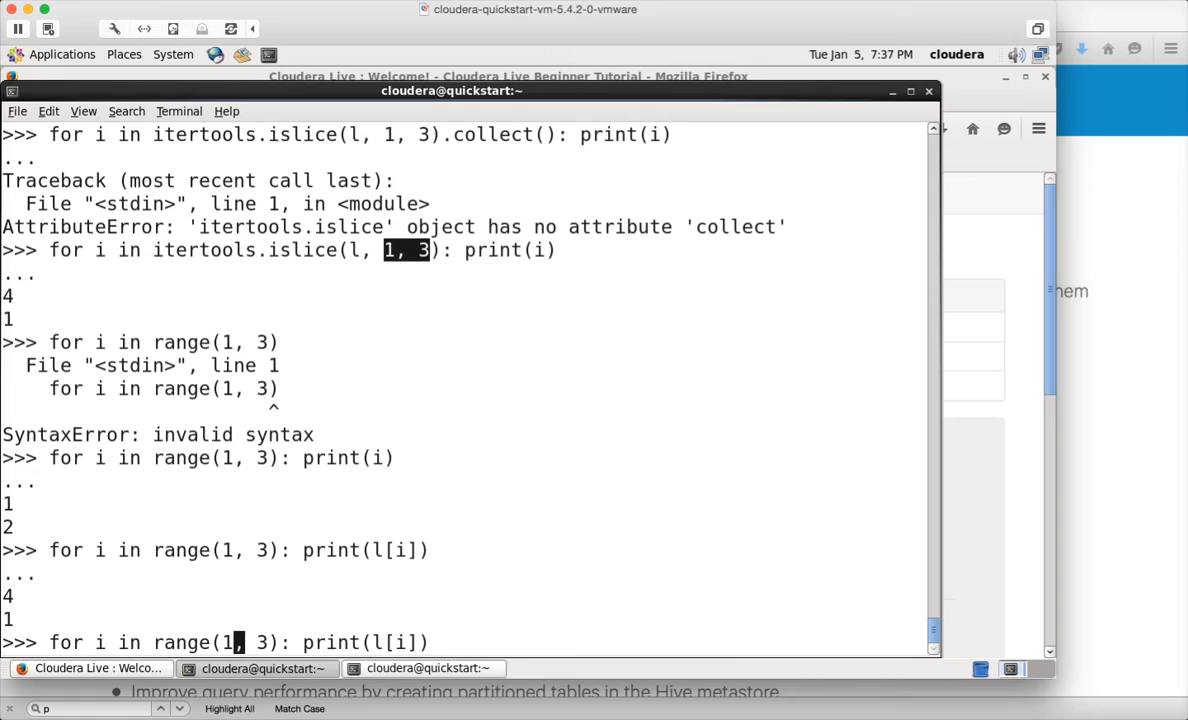 cloudera-quickstart-vm-5.4.2-0-vmware
Applications Places System Tue Jan 5, 7:37 PM cloudera
Cloudera Live : Welcome! - Cloudera Live Beginner Tutorial - Mozilla Firefox
cloudera@quickstart:~
File Edit View Search Terminal Help
>>> for i in itertools.islice(l, 1, 3).collect(): print(i)
...
Traceback (most recent call last):
  File "<stdin>", line 1, in <module>
AttributeError: 'itertools.islice' object has no attribute 'collect'
>>> for i in itertools.islice(l, 1, 3): print(i)
...
4
1
>>> for i in range(1, 3)
  File "<stdin>", line 1
    for i in range(1, 3)
                       ^
SyntaxError: invalid syntax
>>> for i in range(1, 3): print(i)
...
1
2
>>> for i in range(1, 3): print(l[i])
...
4
1
>>> for i in range(1, 3): print(l[i])
Cloudera Live : Welco... cloudera@quickstart:~ cloudera@quickstart:~
Improve query performance by creating partitioned tables in the Hive metastore
p Highlight All Match Case